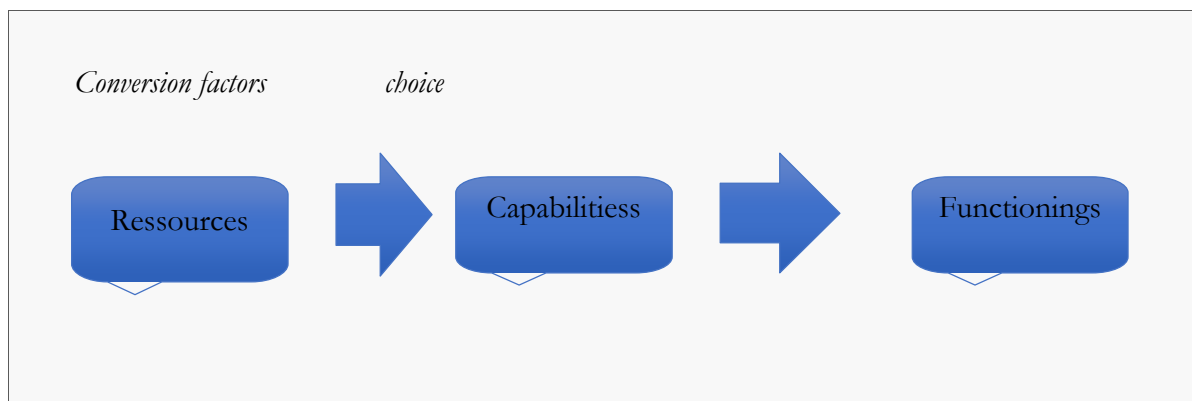 Conversion factors choice
Ressources
Capabilitiess
Functionings